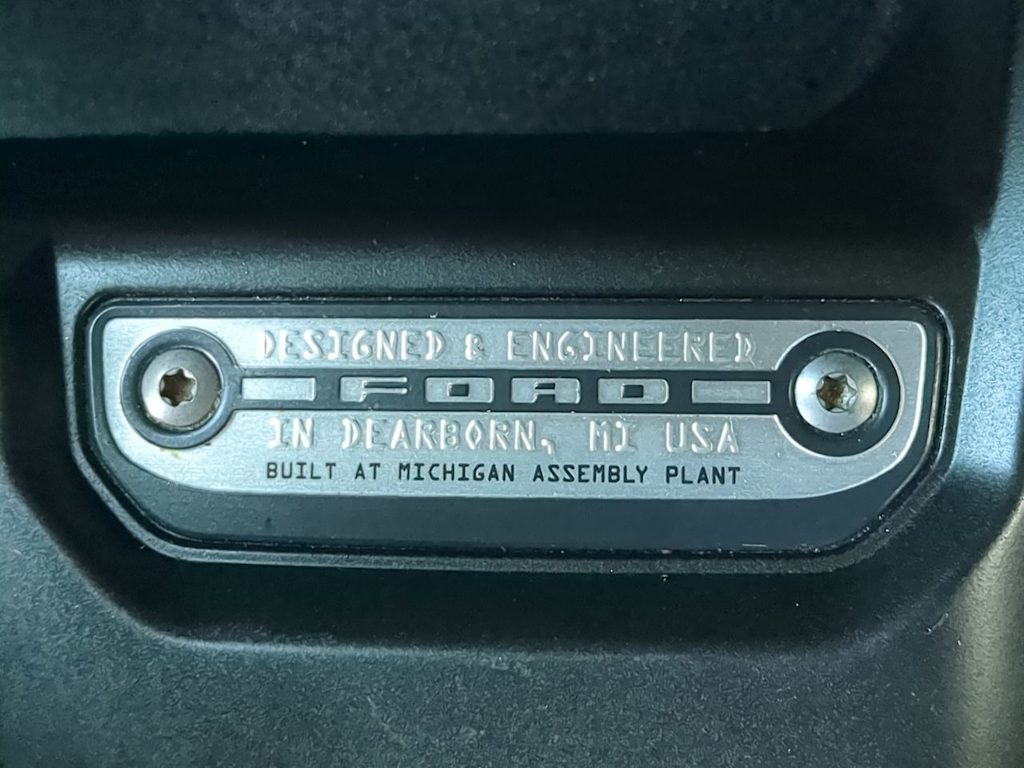 DESIGNED & ENGINEERED
FORD
IN DEARBORN, MI USA
BUILT AT MICHIGAN ASSEMBLY PLANT